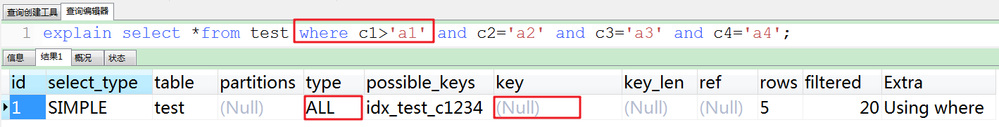 查询创建工具 查询编辑器
1 explain select *from test where c1>'a1' and c2='a2' and c3='a3' and c4='a4';
信息 结果1 概况 状态
id select_type table partitions type possible_keys key key_len ref rows filtered Extra
1 SIMPLE test (Null) ALL idx_test_c1234 (Null) (Null) (Null) 5 20 Using where